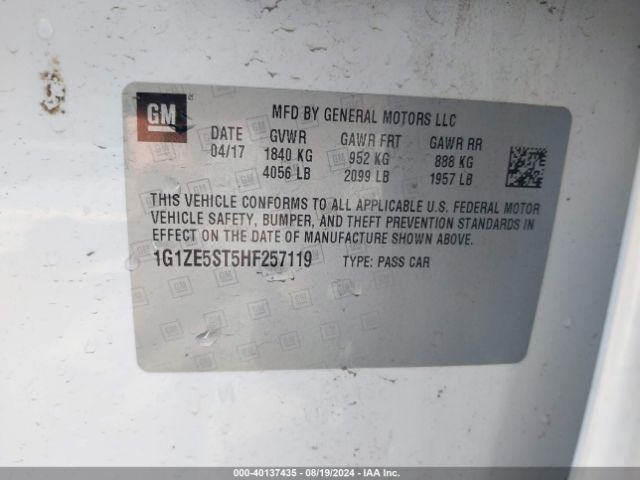 GM
MFD BY GENERAL MOTORS LLC
DATE GVWR GAWR FRT GAWR RR
04/17 1840 KG 952 KG 888 KG
4056 LB 2099 LB 1957 LB
THIS VEHICLE CONFORMS TO ALL APPLICABLE U.S. FEDERAL MOTOR
VEHICLE SAFETY, BUMPER, AND THEFT PREVENTION STANDARDS IN
EFFECT ON THE DATE OF MANUFACTURE SHOWN ABOVE.
1G1ZE5ST5HF257119 TYPE: PASS CAR
000-40137435 - 08/19/2024 - IAA Inc.